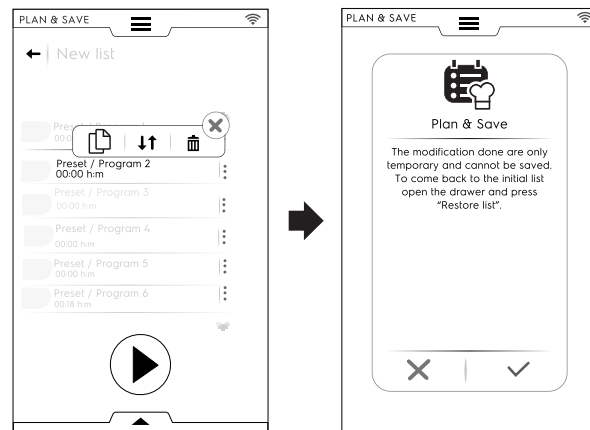 PLAN & SAVE
New list
Preset / Program 2
00:00 h:m
Preset / Program 3
00:00 h:m
Preset / Program 4
00:00 h:m
Preset / Program 5
00:00 h:m
Preset / Program 6
00:18 h:m
PLAN & SAVE
Plan & Save
The modification done are only
temporary and cannot be saved.
To come back to the initial list
open the drawer and press
“Restore list”.